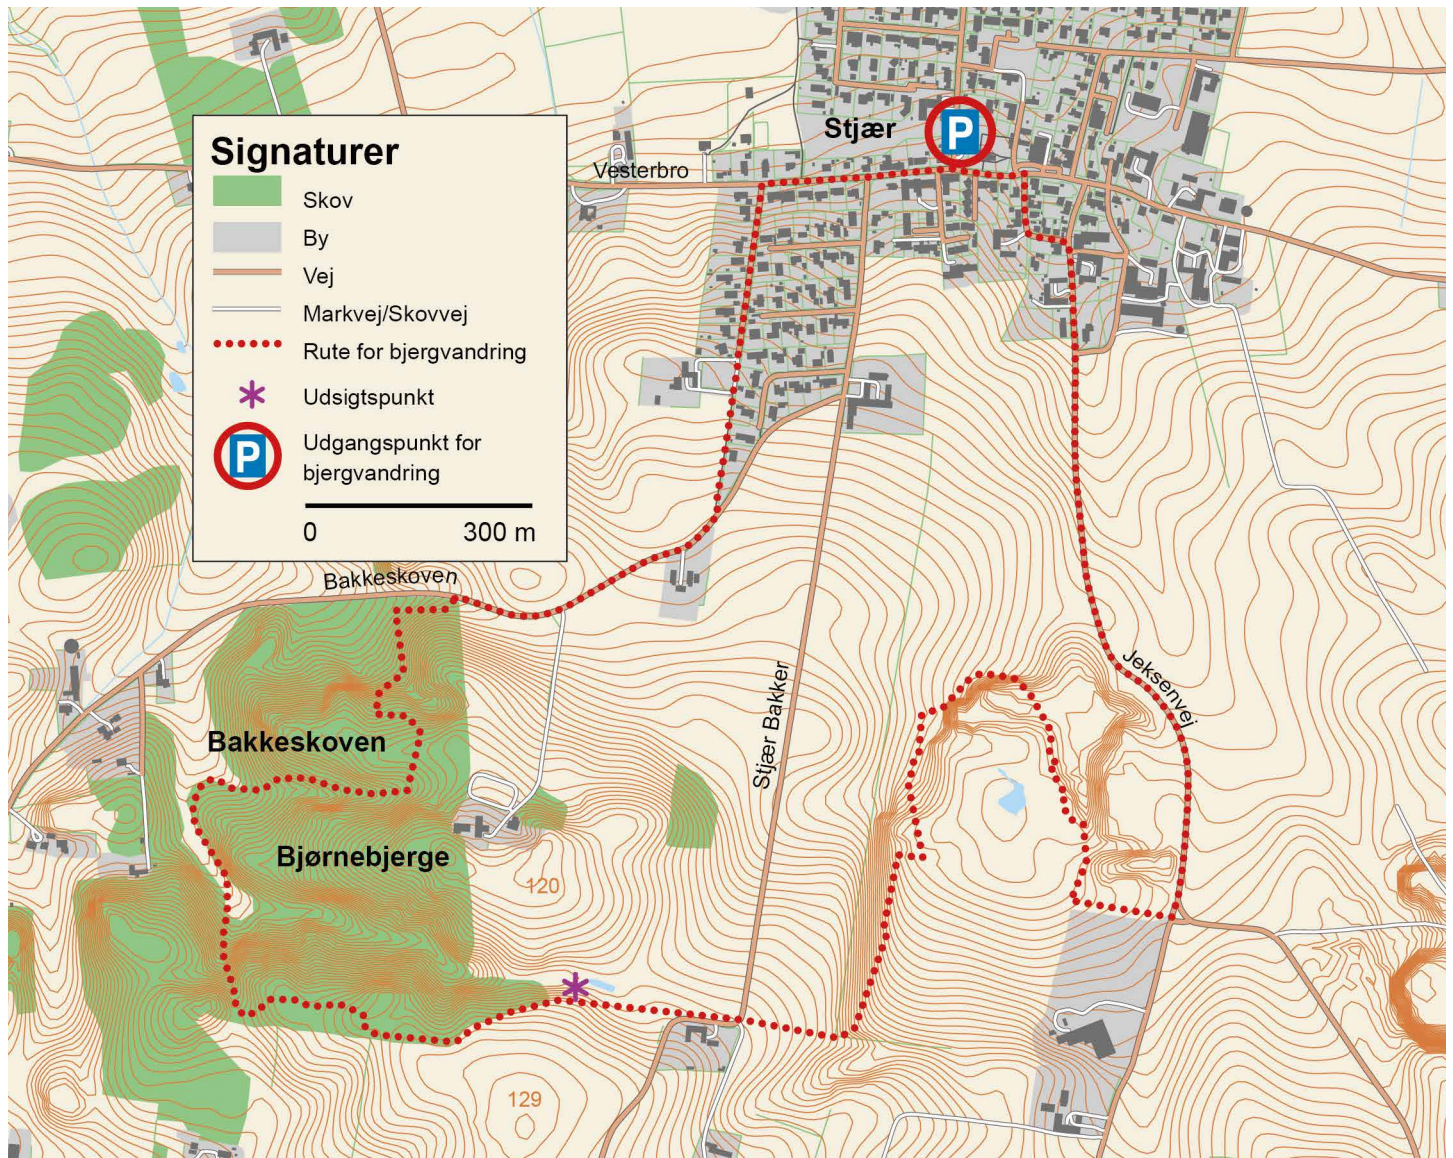 Stjær
P
Vesterbro
Signaturer
Skov
By
Vej
Markvej/Skovvej
Rute for bjergvandring
Udsigtspunkt
P
Udgangspunkt for
bjergvandring
0 300 m
Bakkeskoven
Jeksenvej
Stjær Bakker
Bakkeskoven
Bjørnebjerge
120
129